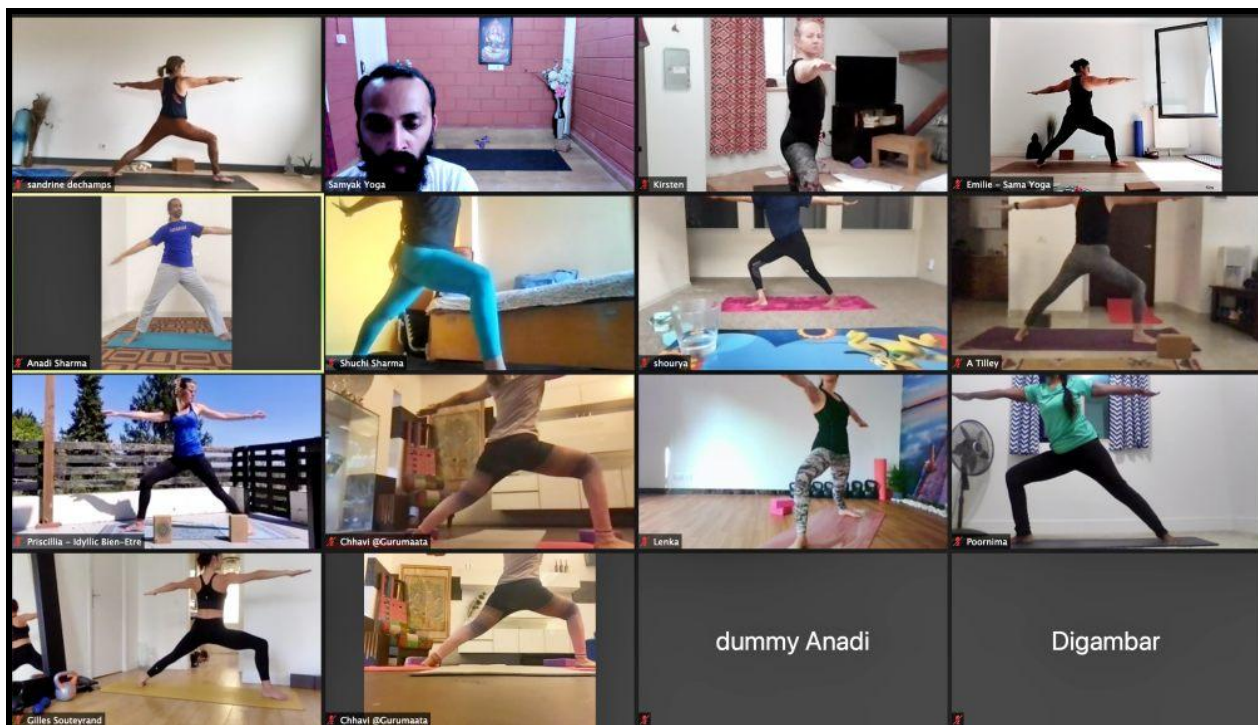 sandrine dechamps
Samyak Yoga
Kirsten
Emilie - Sama Yoga
Anadi Sharma
Shuchi Sharma
shourya
A Tilley
Priscillia - Idyllic Bien-Etre
Chhavi @Gurumaata
Lenka
Poornima
Gilles Souteyrand
Chhavi @Gurumaata
dummy Anadi
Digambar